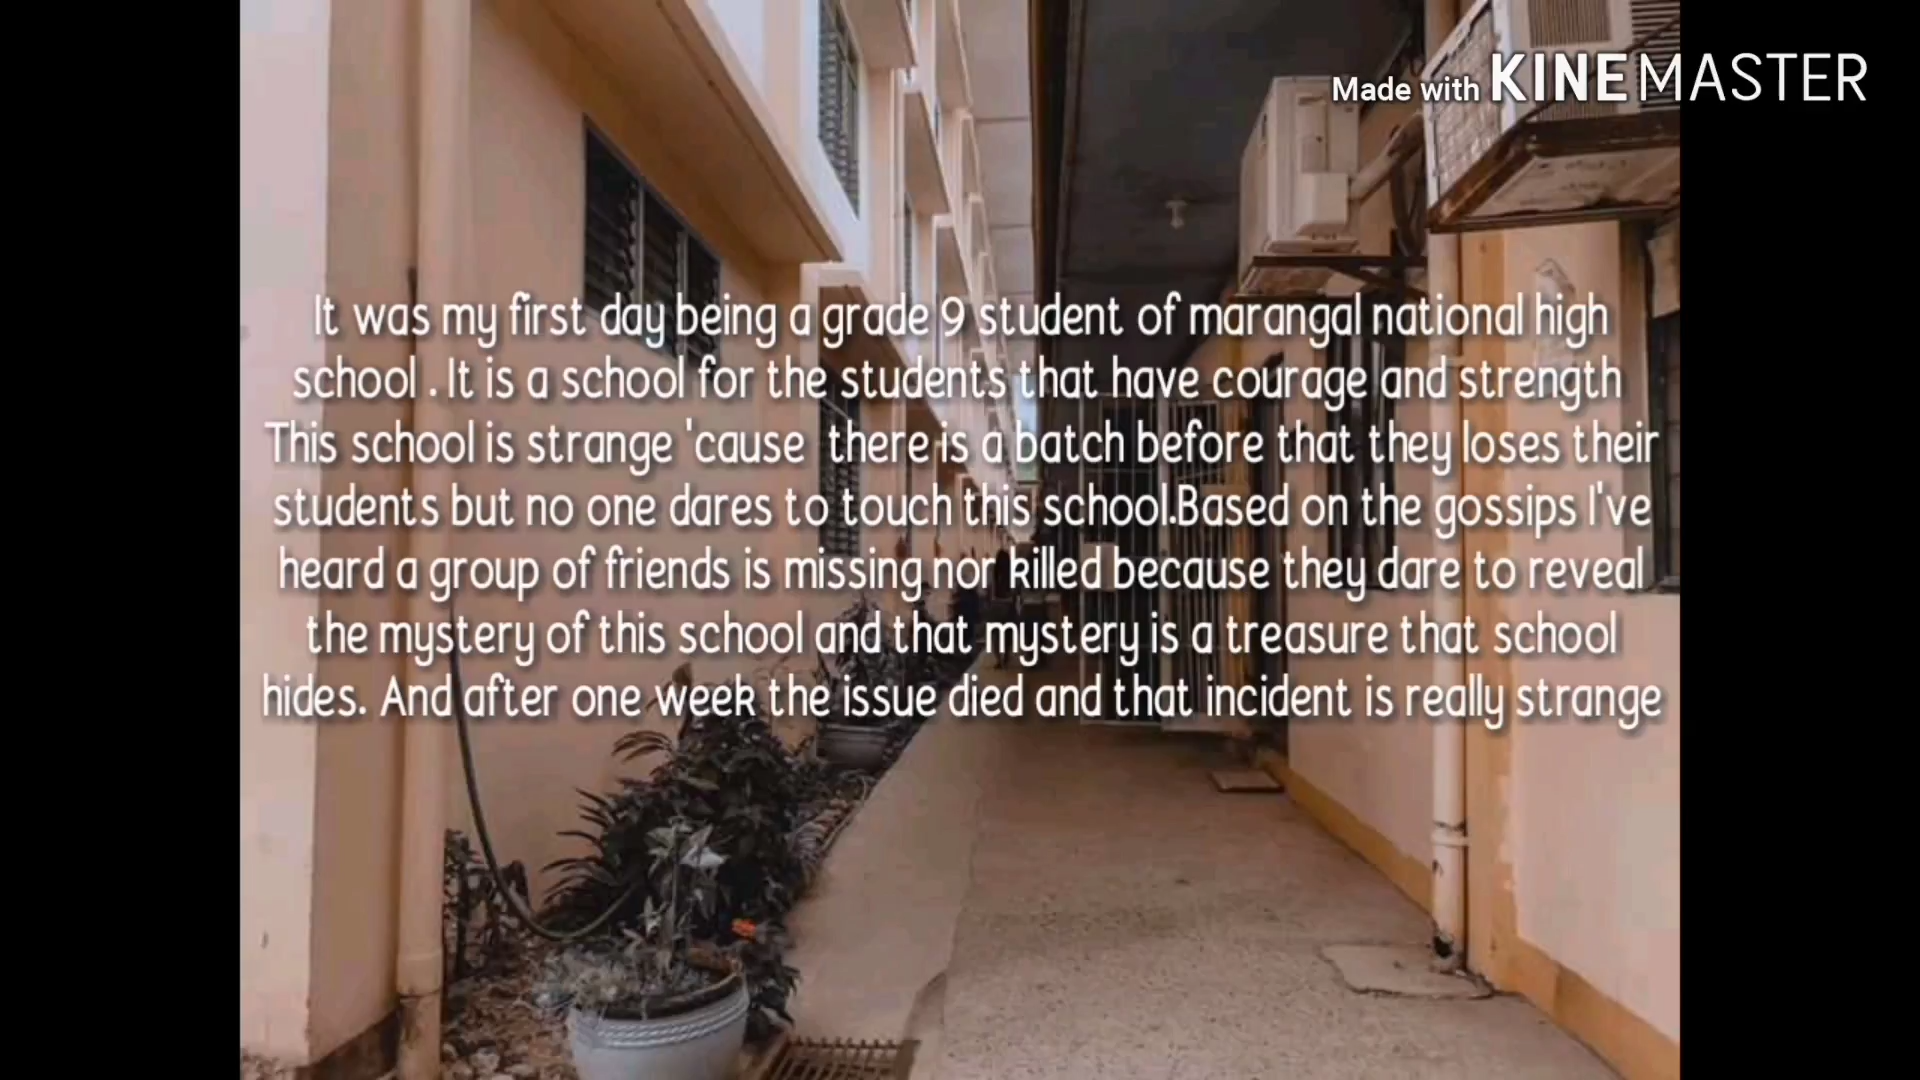 Made with KINEMASTER
It was my first day being a grade 9 student of marangal national high
school . It is a school for the students that have courage and strength
This school is strange 'cause there is a batch before that they loses their
students but no one dares to touch this school.Based on the gossips I've
heard a group of friends is missing nor killed because they dare to reveal
the mystery of this school and that mystery is a treasure that school
hides. And after one week the issue died and that incident is really strange